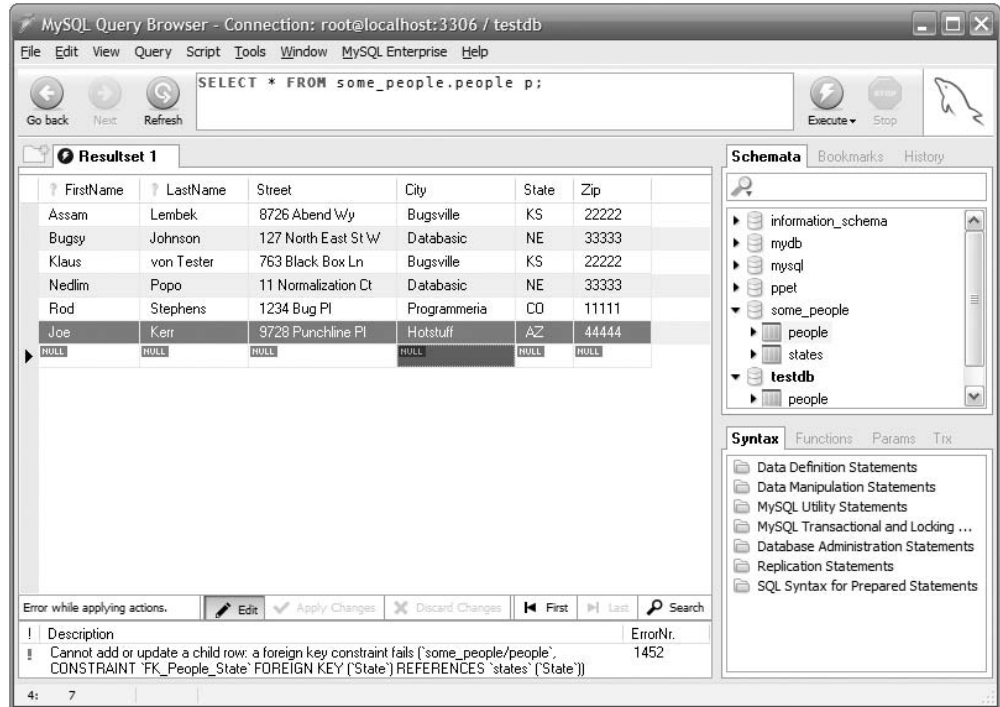 MySQL Query Browser - Connection: root@localhost:3306 / testdb
File Edit View Query Script Tools Window MySQL Enterprise Help
SELECT * FROM some_people.people p;
Go back Next Refresh Execute Stop
Resultset 1
FirstName LastName Street City State Zip
Assam Lembek 8726 Abend Wy Bugsville KS 22222
Bugsy Johnson 127 North East St W Databasic NE 33333
Klaus von Tester 763 Black Box Ln Bugsville KS 22222
Nedlim Popo 11 Normalization Ct Databasic NE 33333
Rod Stephens 1234 Bug Pl Programmeria CO 11111
Joe Kerr 9728 Punchline Pl Hotstuff AZ 44444
NULL NULL NULL NULL NULL NULL
Schemata Bookmarks History
information_schema
mydb
mysql
ppet
some_people
people
states
testdb
people
Syntax Functions Params Trx
Data Definition Statements
Data Manipulation Statements
MySQL Utility Statements
MySQL Transactional and Locking ...
Database Administration Statements
Replication Statements
SQL Syntax for Prepared Statements
Error while applying actions. Edit Apply Changes Discard Changes First Last Search
! Description ErrorNr.
! Cannot add or update a child row: a foreign key constraint fails (`some_people/people`, 1452
CONSTRAINT `FK_People_State` FOREIGN KEY (`State`) REFERENCES `states` (`State`))
4: 7